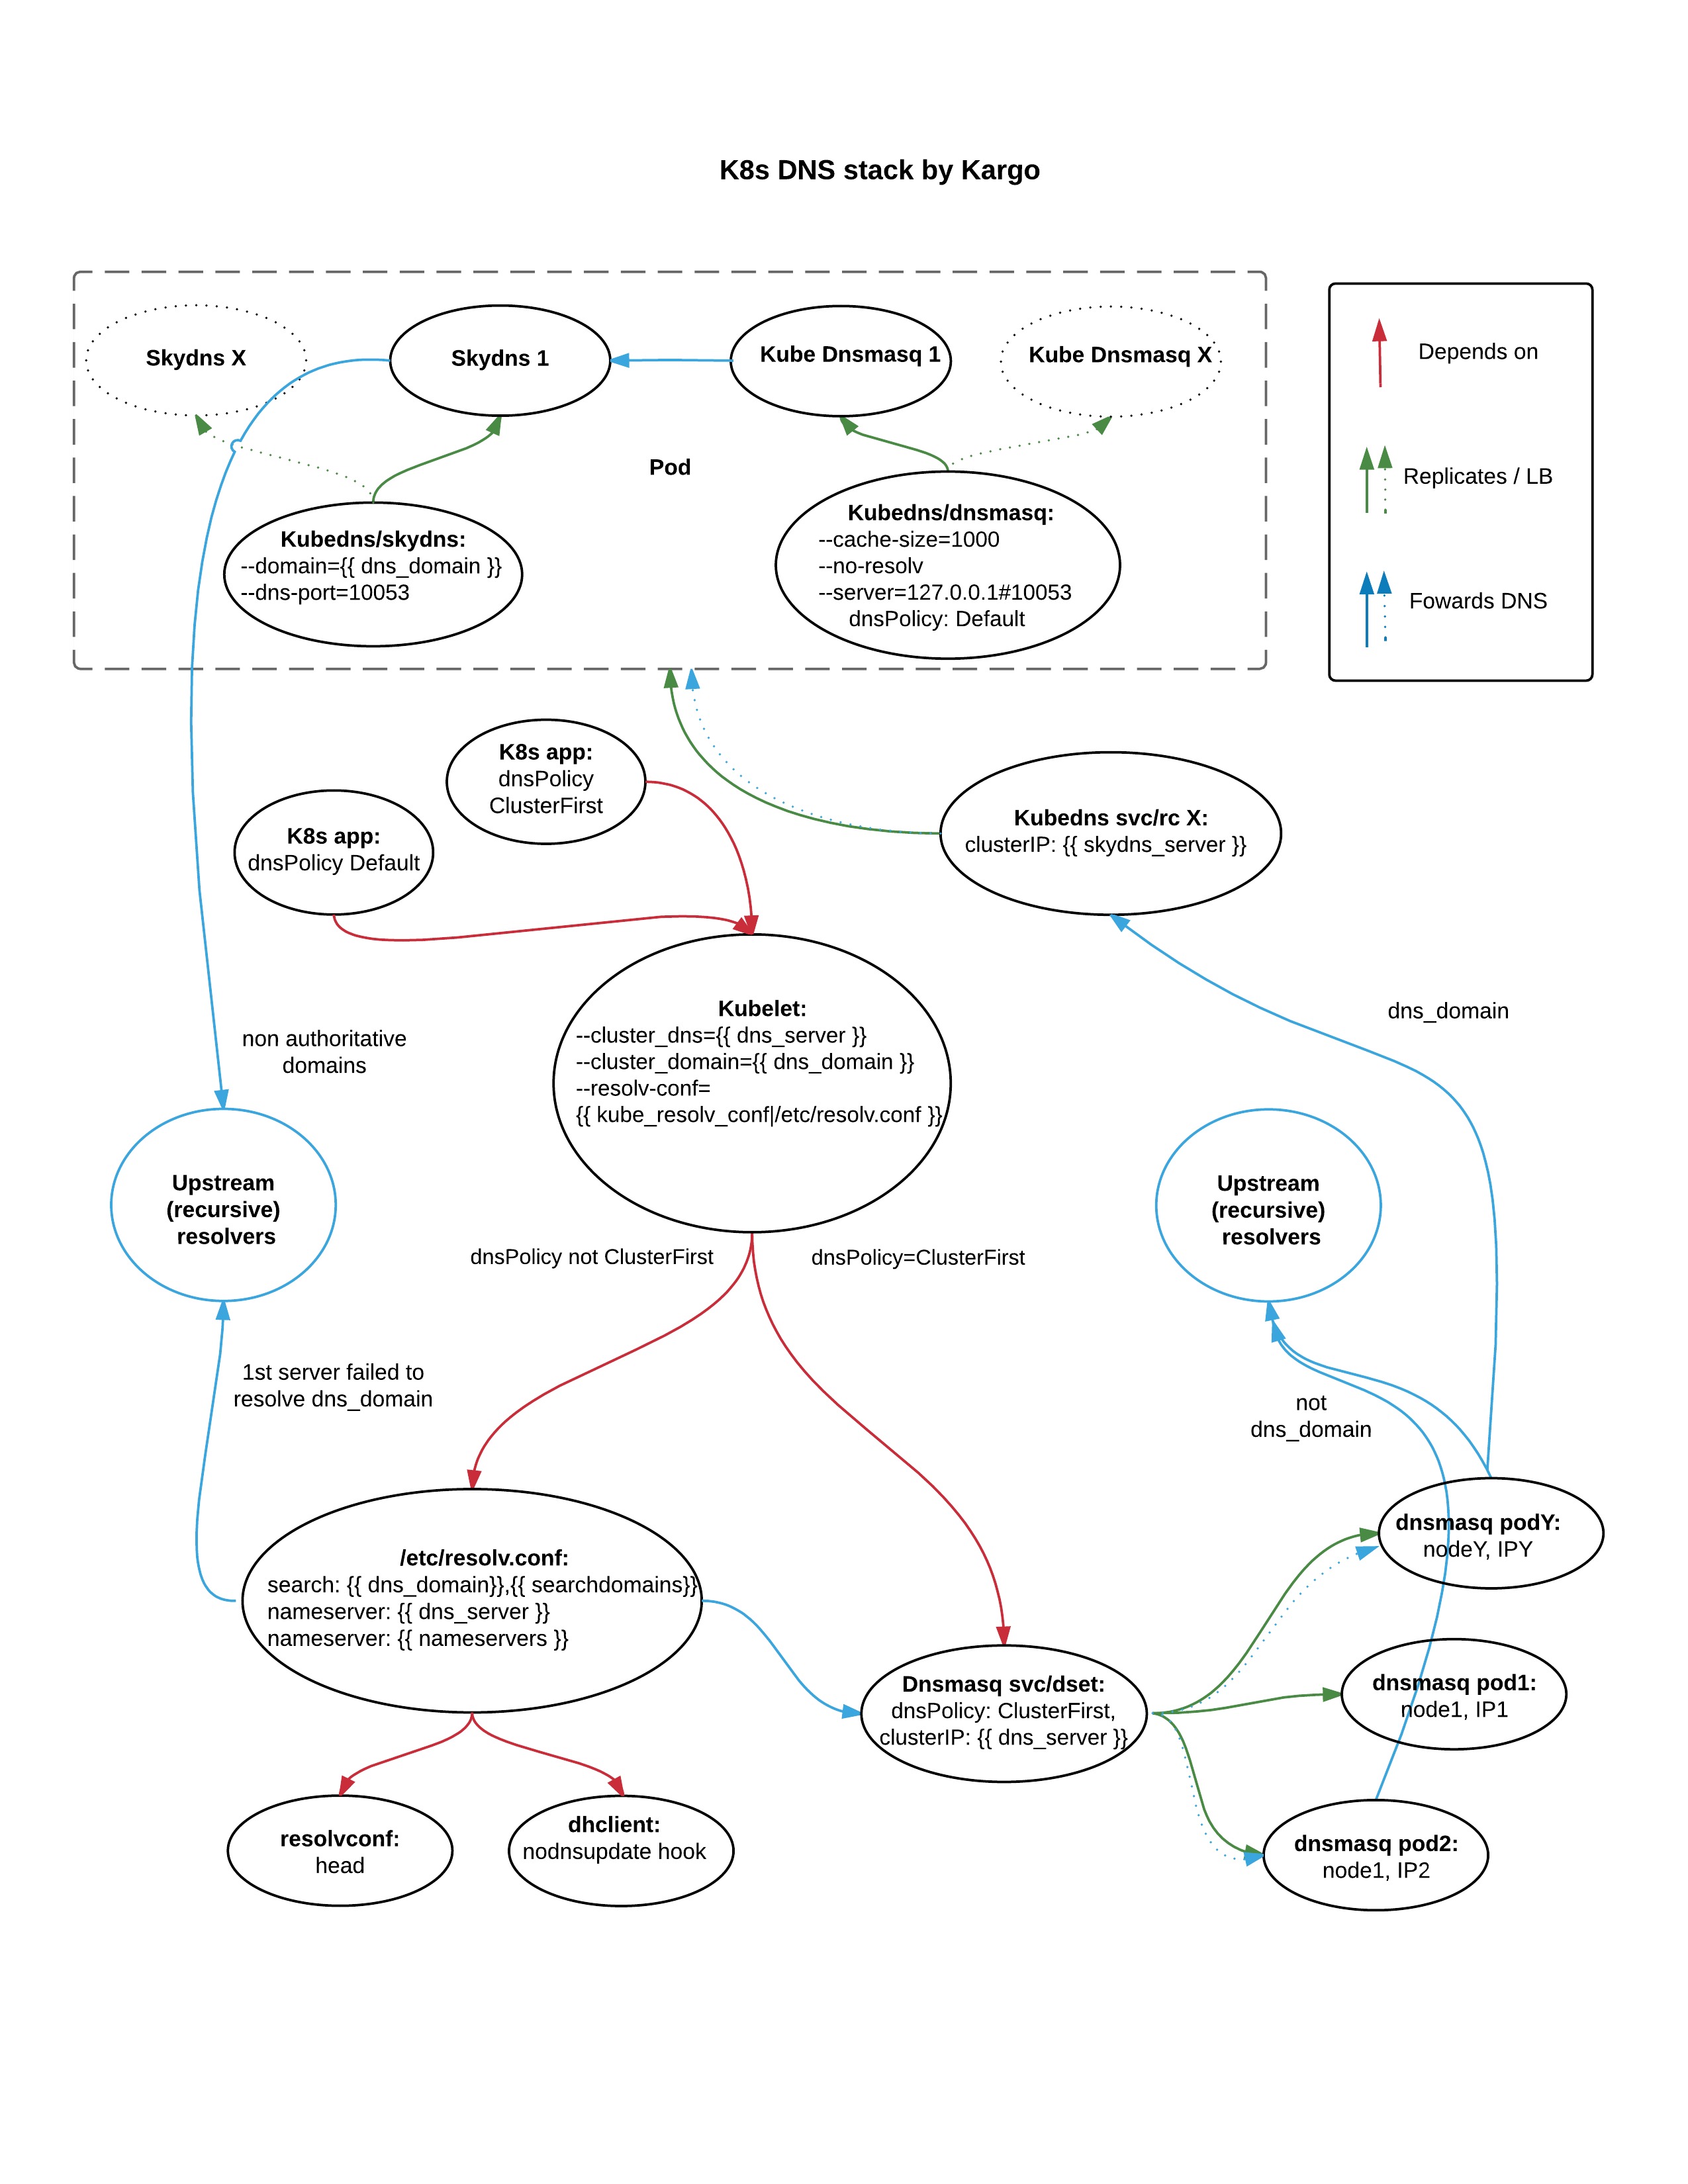 K8s DNS stack by Kargo
Skydns X
Skydns 1
Kube Dnsmasq 1
Kube Dnsmasq X
Pod
Kubedns/skydns:
--domain={{ dns_domain }}
--dns-port=10053
Kubedns/dnsmasq:
--cache-size=1000
--no-resolv
--server=127.0.0.1#10053
dnsPolicy: Default
Depends on
Replicates / LB
Fowards DNS
K8s app:
dnsPolicy
ClusterFirst
K8s app:
dnsPolicy Default
Kubedns svc/rc X:
clusterIP: {{ skydns_server }}
Kubelet:
--cluster_dns={{ dns_server }}
--cluster_domain={{ dns_domain }}
--resolv-conf=
{{ kube_resolv_conf|/etc/resolv.conf }}
non authoritative
domains
dns_domain
Upstream
(recursive)
resolvers
Upstream
(recursive)
resolvers
dnsPolicy not ClusterFirst
dnsPolicy=ClusterFirst
1st server failed to
resolve dns_domain
not
dns_domain
/etc/resolv.conf:
search: {{ dns_domain}},{{ searchdomains}}
nameserver: {{ dns_server }}
nameserver: {{ nameservers }}
dnsmasq podY:
nodeY, IPY
Dnsmasq svc/dset:
dnsPolicy: ClusterFirst,
clusterIP: {{ dns_server }}
dnsmasq pod1:
node1, IP1
resolvconf:
head
dhclient:
nodnsupdate hook
dnsmasq pod2:
node1, IP2